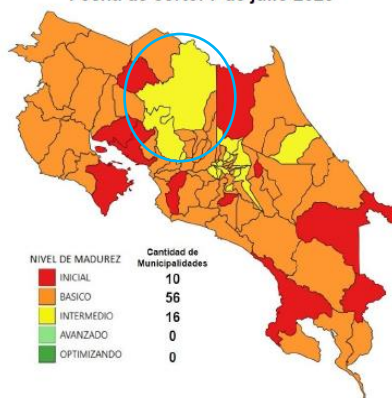 NIVEL DE MADUREZ Cantidad de Municipalidades
INICIAL 10
BASICO 56
INTERMEDIO 16
AVANZADO 0
OPTIMIZANDO 0